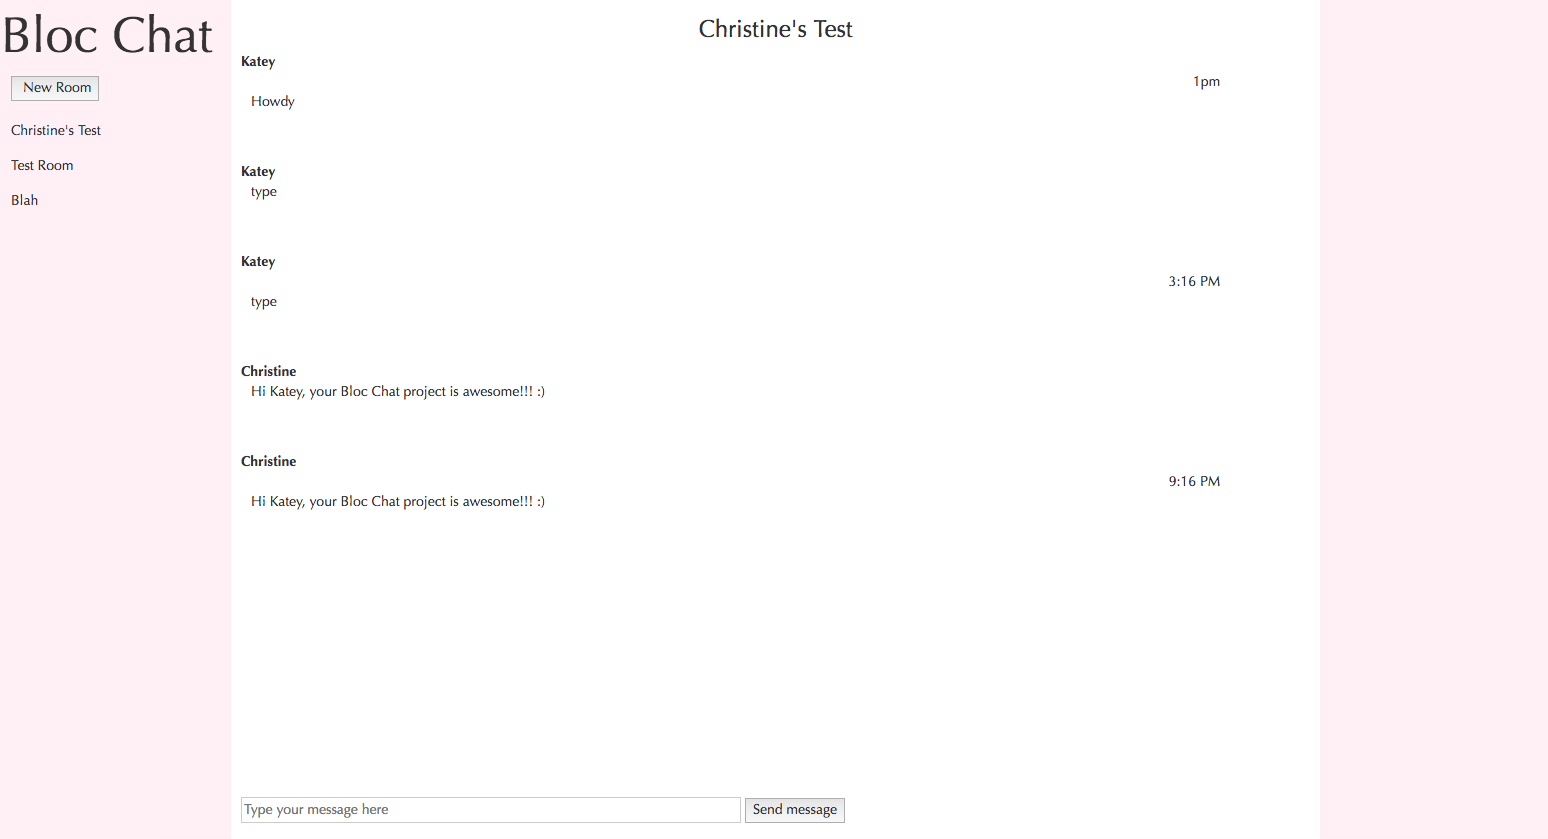 Bloc Chat
New Room
Christine's Test
Test Room
Blah
Christine's Test
Katey
1pm
Howdy
Katey
type
Katey
3:16 PM
type
Christine
Hi Katey, your Bloc Chat project is awesome!!! :)
Christine
9:16 PM
Hi Katey, your Bloc Chat project is awesome!!! :)
Type your message here
Send message